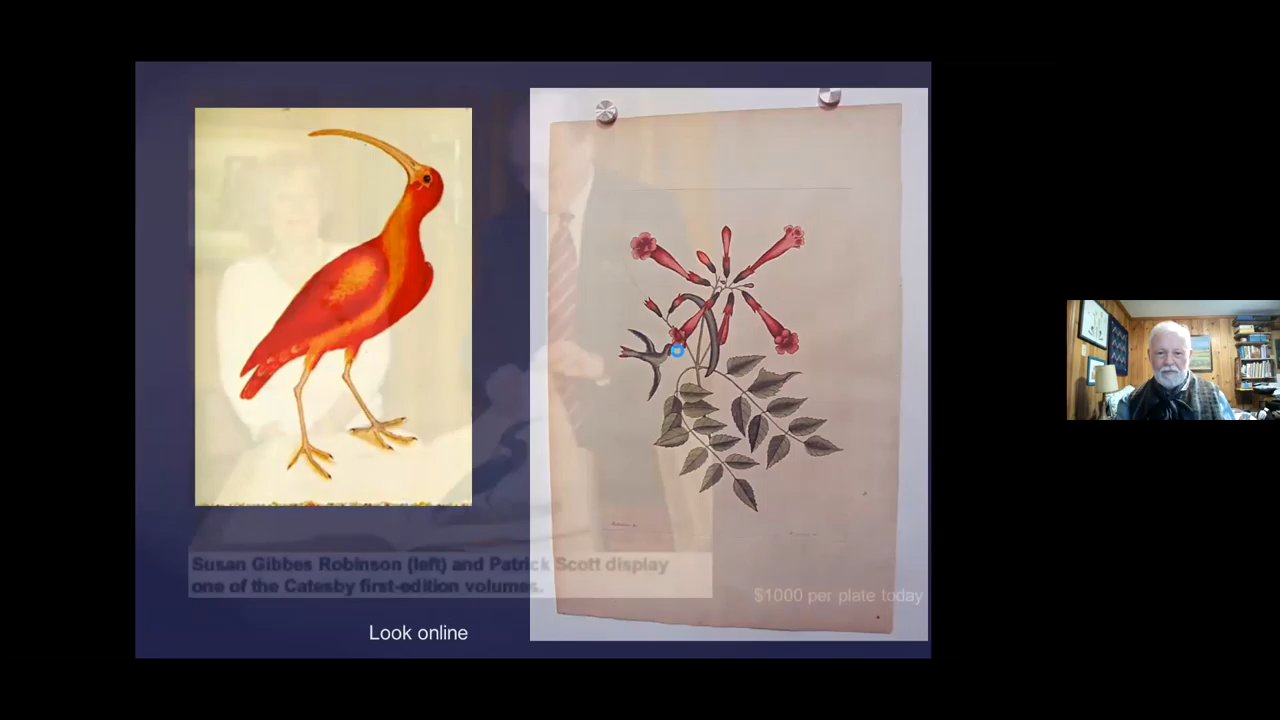 Susan Gibbes Robinson (left) and Patrick Scott display
one of the Catesby first-edition volumes.
$1000 per plate today
Look online